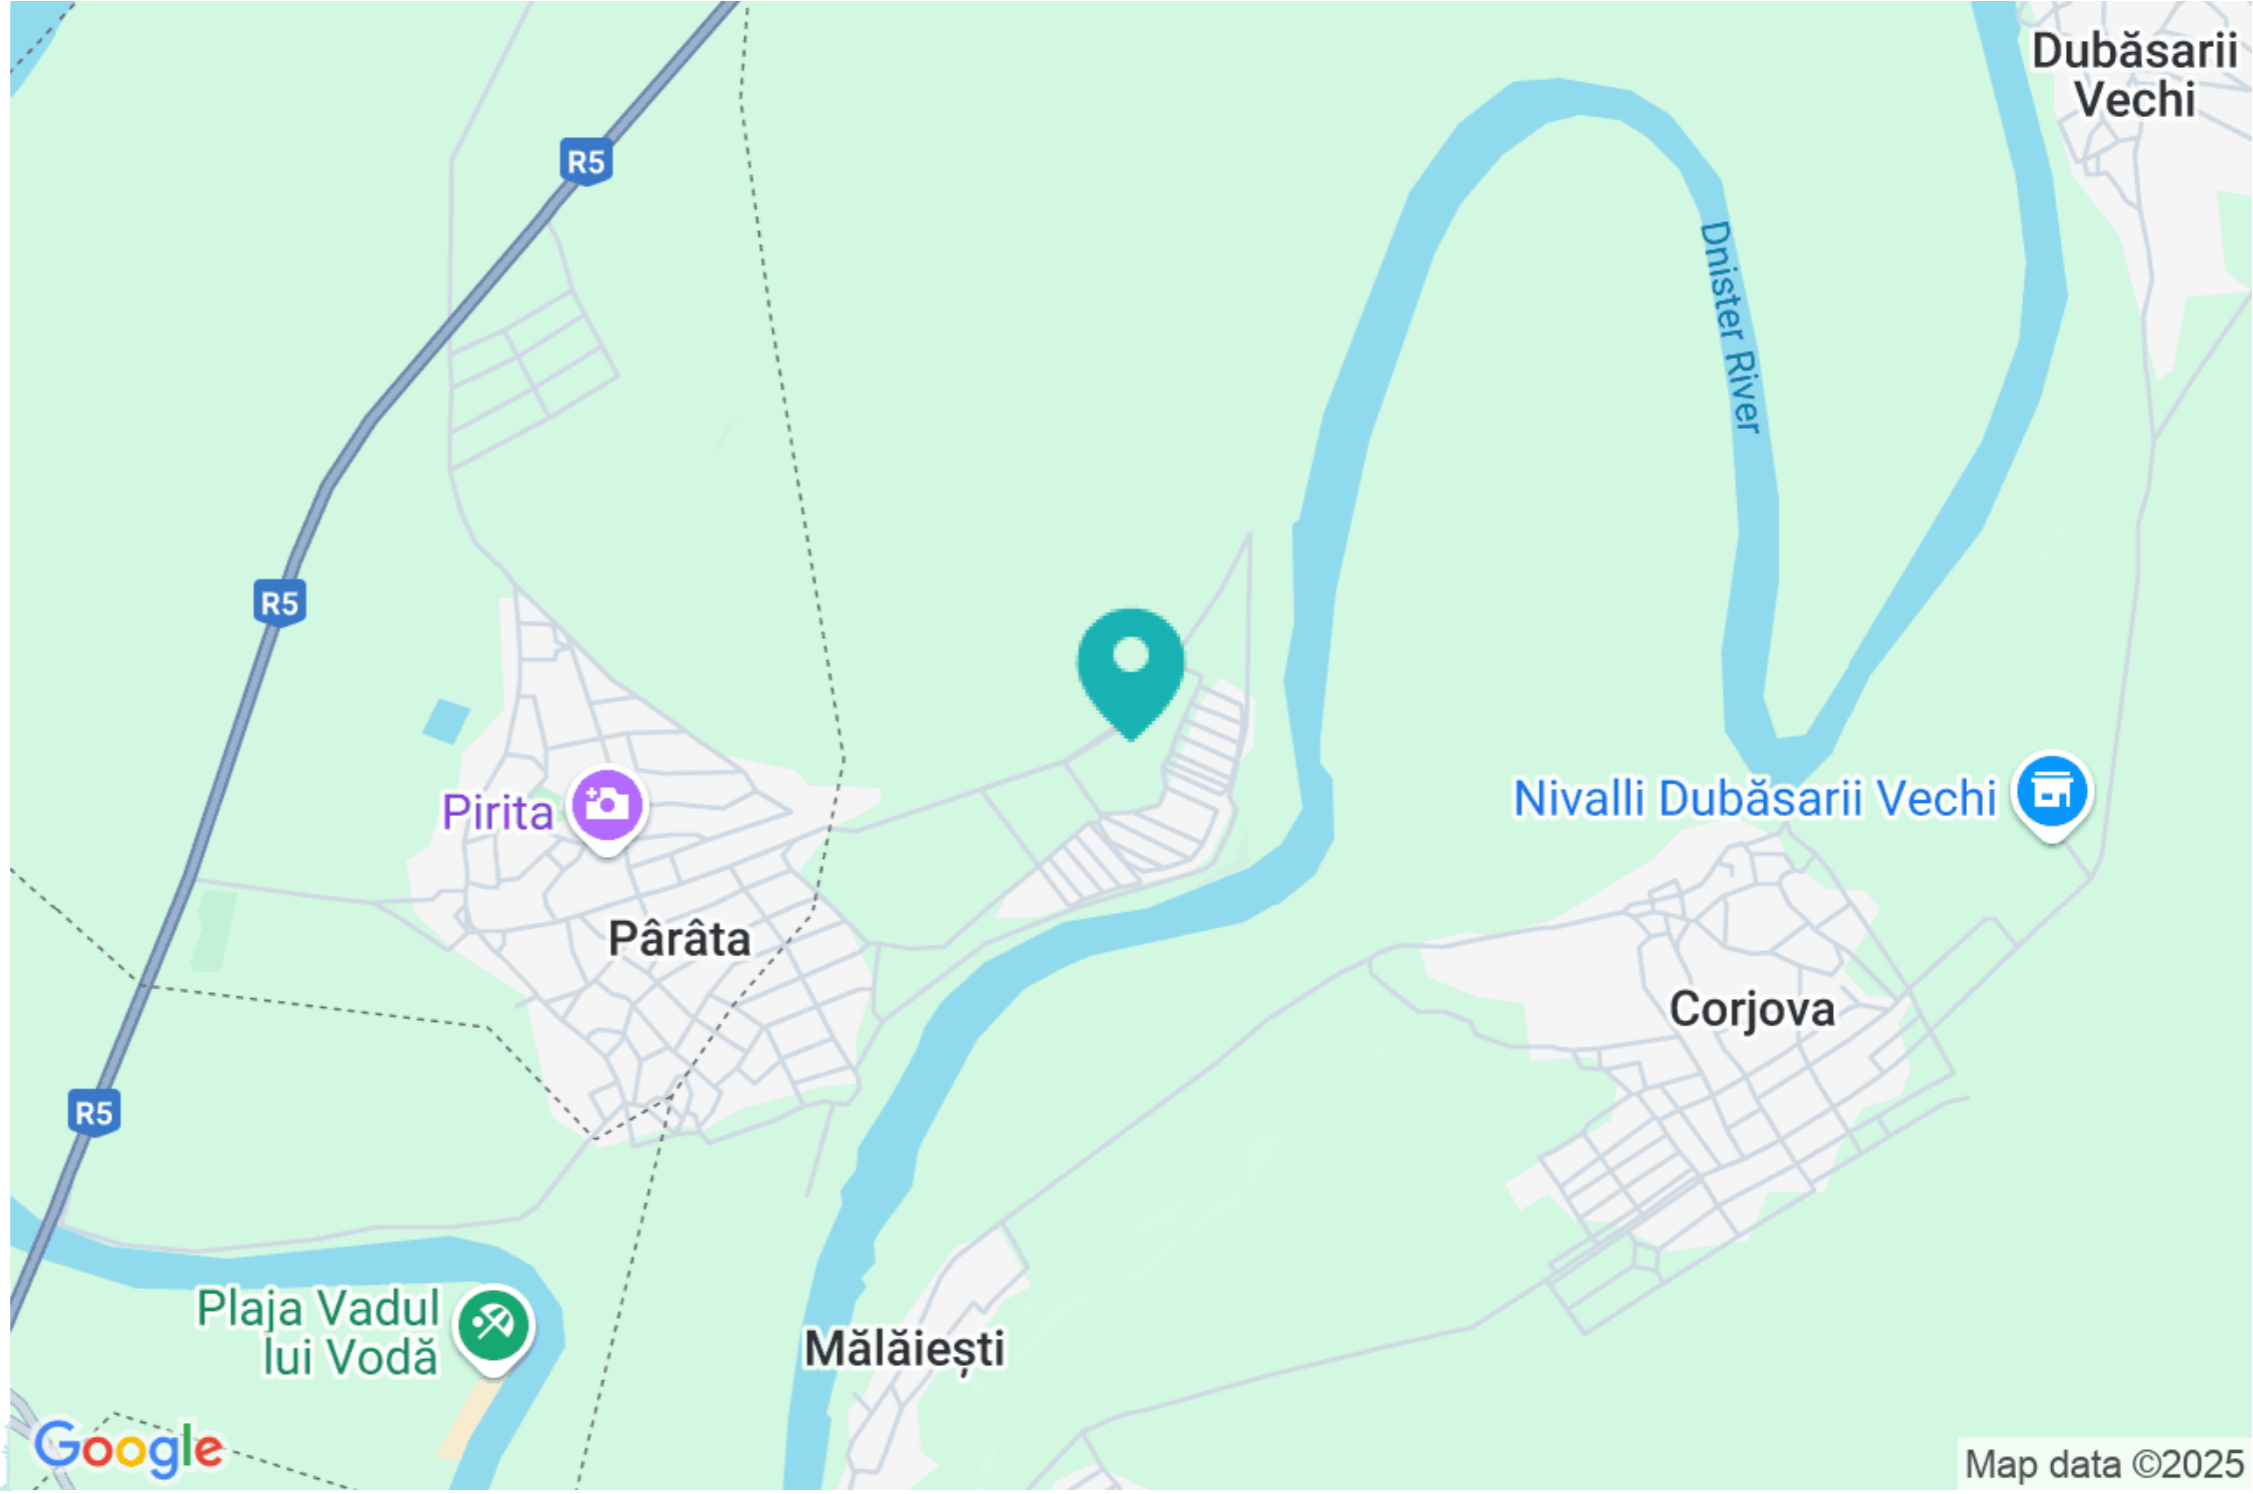 Dubăsarii
Vechi
R5
Dnister River
R5
Pirita
Nivalli Dubăsarii Vechi
Pârâta
Corjova
R5
Plaja Vadul
lui Vodă
Mălăiești
Google
Map data ©2025